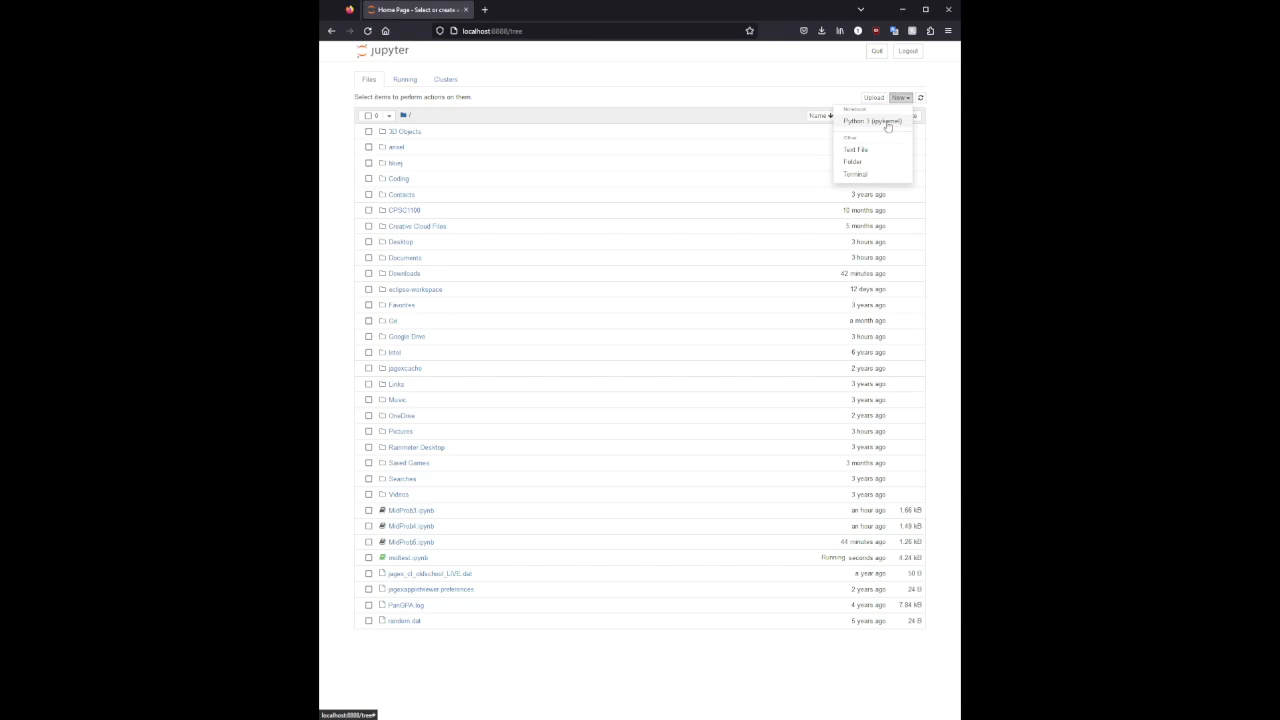 Home Page - Select or create a
localhost:8888/tree
jupyter
Quit Logout
Files Running Clusters
Select items to perform actions on them.
Upload New
0 / Name
Notebook
Python 3 (ipykernel)
Other
Text File
Folder
Terminal
3D Objects
ansel
bluej
Coding
Contacts 3 years ago
CPSC1100 10 months ago
Creative Cloud Files 5 months ago
Desktop 3 hours ago
Documents 3 hours ago
Downloads 42 minutes ago
eclipse-workspace 12 days ago
Favorites 3 years ago
Git a month ago
Google Drive 3 hours ago
Intel 6 years ago
jagexcache 2 years ago
Links 3 years ago
Music 3 years ago
OneDrive 2 years ago
Pictures 3 hours ago
Rainmeter Desktop 3 years ago
Saved Games 3 months ago
Searches 3 years ago
Videos 3 years ago
MidProb3.ipynb an hour ago 1.66 kB
MidProb4.ipynb an hour ago 1.49 kB
MidProb5.ipynb 44 minutes ago 1.26 kB
midtest.ipynb Running seconds ago 4.24 kB
jagex_cl_oldschool_LIVE.dat a year ago 50 B
jagexappletviewer.preferences 2 years ago 24 B
PanGPA.log 4 years ago 7.84 kB
random.dat 5 years ago 24 B
localhost:8888/tree#